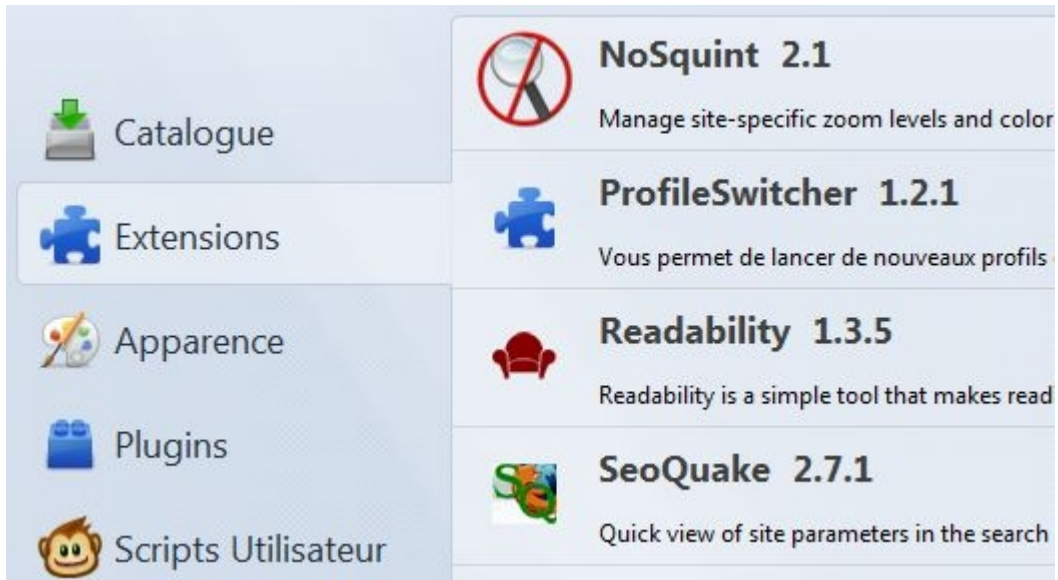 Catalogue
Extensions
Apparence
Plugins
Scripts Utilisateur
NoSquint 2.1
Manage site-specific zoom levels and color
ProfileSwitcher 1.2.1
Vous permet de lancer de nouveaux profils
Readability 1.3.5
Readability is a simple tool that makes read
SeoQuake 2.7.1
Quick view of site parameters in the search
SQ